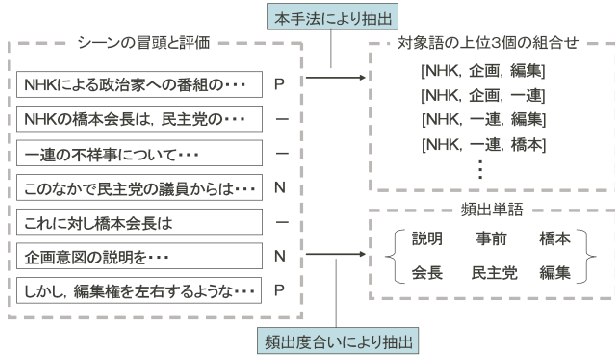 本手法により抽出
シーンの冒頭と評価
NHKによる政治家への番組の・・・ P
NHKの橋本会長は，民主党の・・・ －
一連の不祥事について・・・ －
このなかで民主党の議員からは・・・ N
これに対し橋本会長は －
企画意図の説明を・・・ N
しかし，編集権を左右するような・・・ P
対象語の上位3個の組合せ
[NHK，企画，編集]
[NHK，企画，一連]
[NHK，一連，編集]
[NHK，一連，橋本]
⋮
頻出単語
説明 事前 橋本
会長 民主党 編集
頻出度合いにより抽出